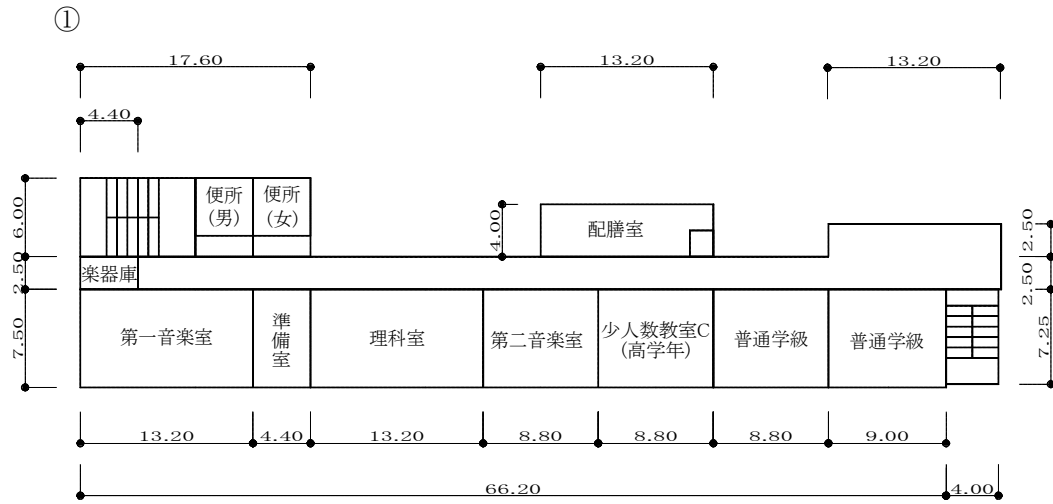 ①
17.60
13.20
13.20
4.40
便所
(男)
便所
(女)
6.00
4.00
配膳室
2.50
楽器庫
2.50
2.50
7.50
第一音楽室
準備室
理科室
第二音楽室
少人数教室C
(高学年)
普通学級
普通学級
7.25
13.20
4.40
13.20
8.80
8.80
8.80
9.00
66.20
4.00